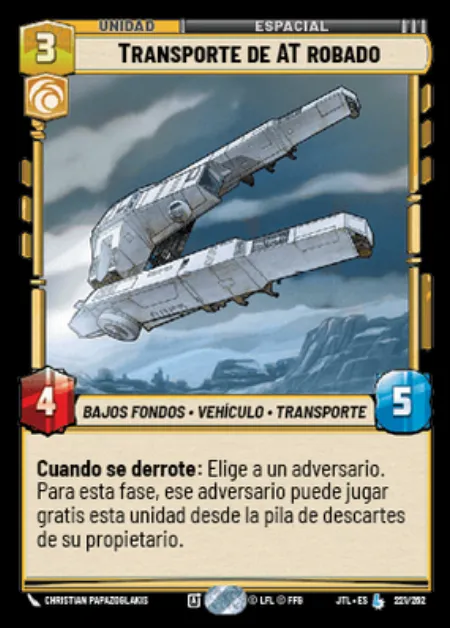 UNIDAD ESPACIAL
3 TRANSPORTE DE AT ROBADO
4 BAJOS FONDOS • VEHÍCULO • TRANSPORTE 5
Cuando se derrote: Elige a un adversario.
Para esta fase, ese adversario puede jugar
gratis esta unidad desde la pila de descartes
de su propietario.
CHRISTIAN PAPAZOGLAKIS A © LFL © FFG JTL • ES 221/262